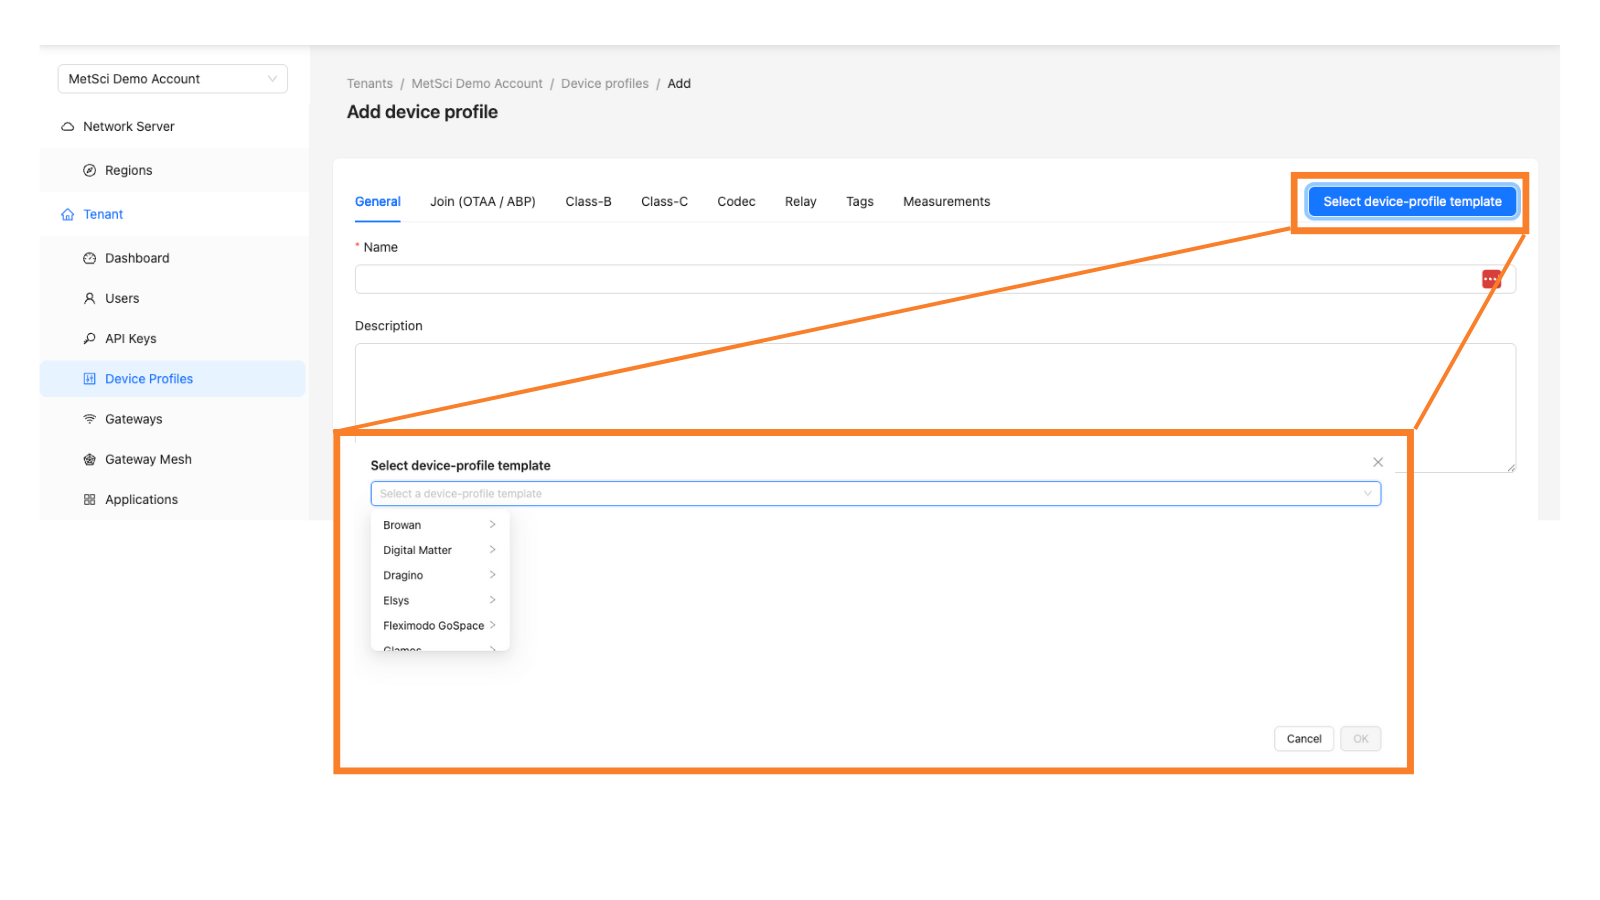 MetSci Demo Account
Network Server
Regions
Tenant
Dashboard
Users
API Keys
Device Profiles
Gateways
Gateway Mesh
Applications
Tenants / MetSci Demo Account / Device profiles / Add
Add device profile
General Join (OTAA / ABP) Class-B Class-C Codec Relay Tags Measurements
Select device-profile template
* Name
Description
Select device-profile template
Select a device-profile template
Browan
Digital Matter
Dragino
Elsys
Fleximodo GoSpace
Cancel OK